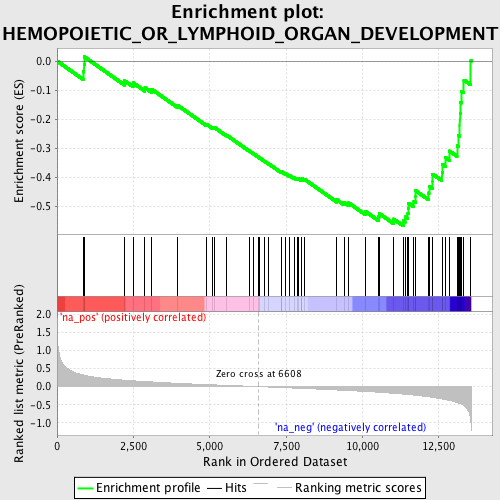 Enrichment plot:
HEMOPOIETIC_OR_LYMPHOID_ORGAN_DEVELOPMENT
Enrichment score (ES)
0.0
-0.1
-0.2
-0.3
-0.4
-0.5
Ranked list metric (PreRanked)
'na_pos' (positively correlated)
2.0
1.5
1.0
0.5
0.0
-0.5
-1.0
Zero cross at 6608
'na_neg' (negatively correlated)
0
2,500
5,000
7,500
10,000
12,500
Rank in Ordered Dataset
Enrichment profile
Hits
Ranking metric scores